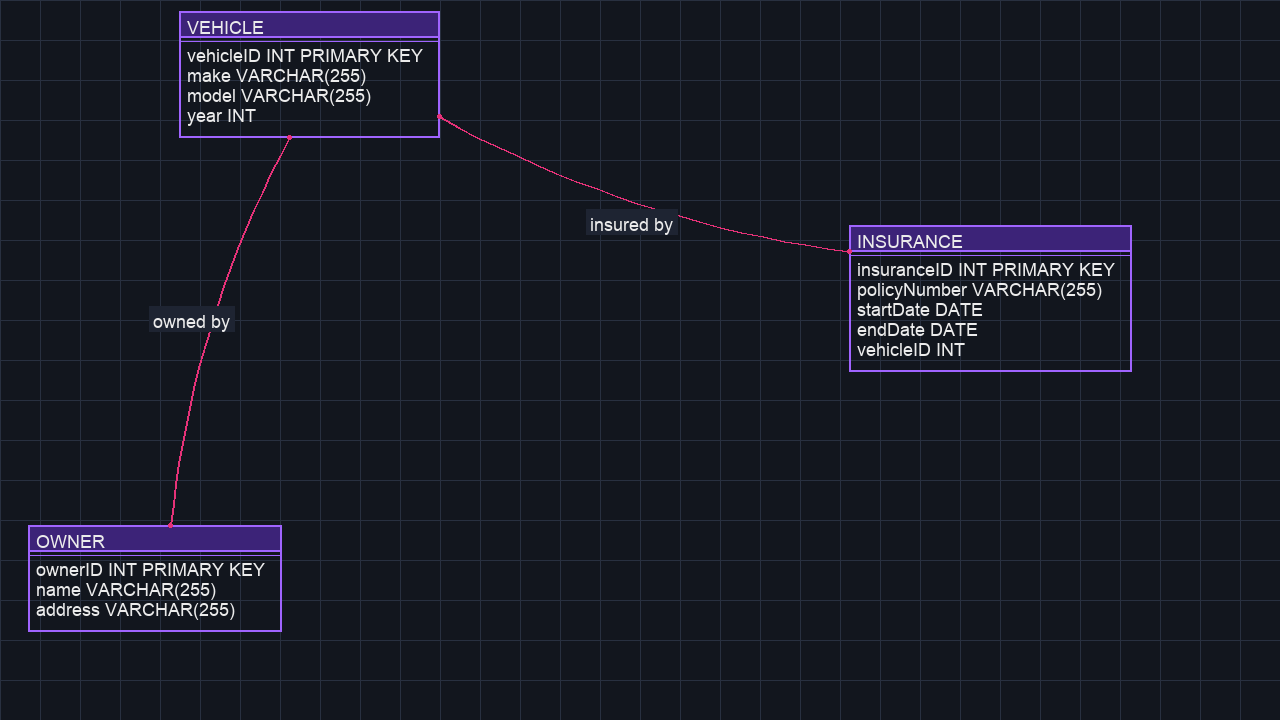 VEHICLE
vehicleID INT PRIMARY KEY
make VARCHAR(255)
model VARCHAR(255)
year INT
insured by
INSURANCE
insuranceID INT PRIMARY KEY
policyNumber VARCHAR(255)
startDate DATE
endDate DATE
vehicleID INT
owned by
OWNER
ownerID INT PRIMARY KEY
name VARCHAR(255)
address VARCHAR(255)